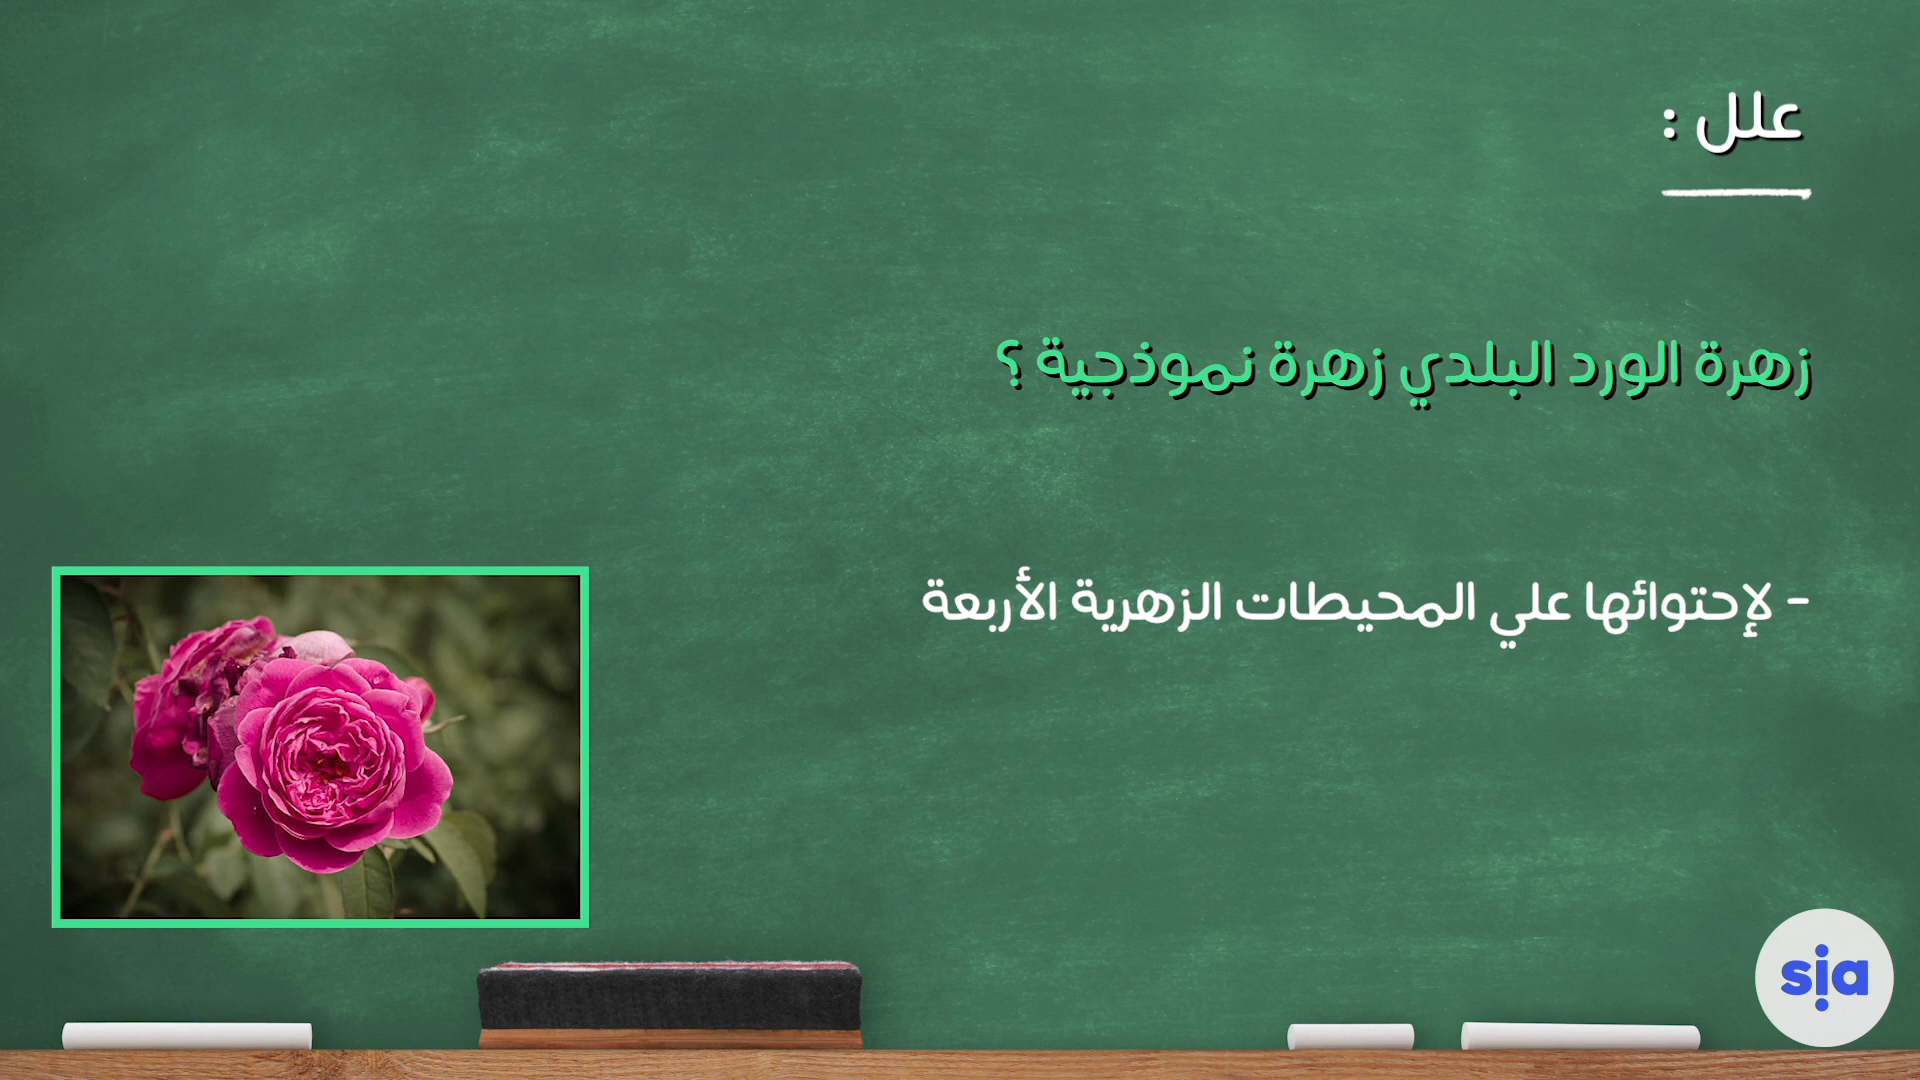 علل :
زهرة الورد البلدي زهرة نموذجية ؟
- لإحتوائها علي المحيطات الزهرية الأربعة
sia